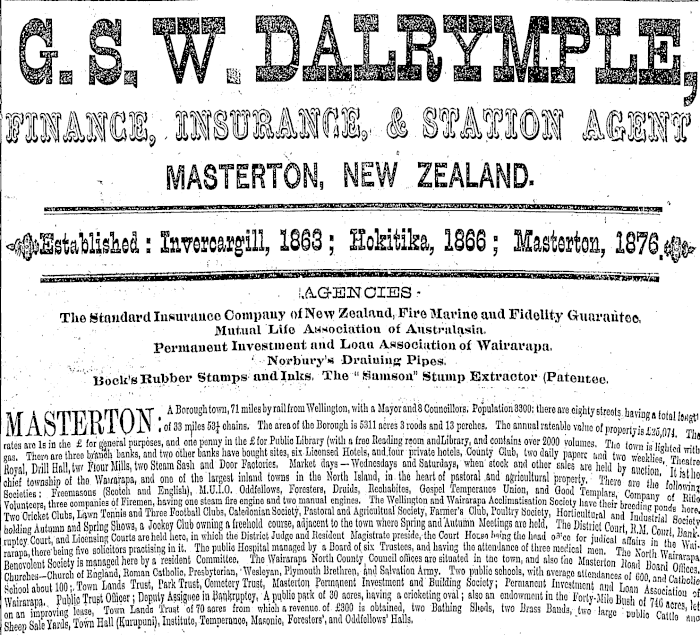 G. S. W. DALRYMPLE,
FINANCE, INSURANCE, & STATION AGENT
MASTERTON, NEW ZEALAND.
Established : Invercargill, 1863 ; Hokitika, 1866 ; Masterton, 1876.
AGENCIES
The Standard Insurance Company of New Zealand, Fire Marine and Fidelity Guarantee.
Mutual Life Association of Australasia.
Permanent Investment and Loan Association of Wairarapa.
Norbury's Draining Pipes.
Bock's Rubber Stamps and Inks. The "Samson" Stump Extractor (Patentee.
MASTERTON: A Borough town, 71 miles by rail from Wellington, with a Mayor and 8 Councillors. Population 3300; there are eighty streets having a total
of 33 miles 53¼ chains. The area of the Borough is 5311 acres 3 roods and 13 perches. The annual rateable value of property is £25,074. The
rates are 1s in the £ for general purposes, and one penny in the £ for Public Library (with a free Reading room and Library, and contains over 2000 volumes. The town is lighted with
gas. There are three branch banks, and two other banks have bought sites, six Licensed Hotels, and four private hotels, County Club, two daily papers and two weeklies, Theatre
Royal, Drill Hall, two Flour Mills, two Steam Sash and Door Factories. Market days — Wednesdays and Saturdays, when stock and other sales are held by auction. It is the
chief township of the Wairarapa, and one of the largest inland towns in the North Island, in the heart of pastoral and agricultural property. There are the following
Societies ; Freemasons (Scotch and English), M.U.I.O. Oddfellows, Foresters, Druids, Rechabites, Gospel Temperance Union, and Good Templars, Company of Rifle
Volunteers, three companies of Firemen, having one steam fire engine and two manual engines. The Wellington and Wairarapa Acclimatisation Society have their breeding ponds here,
Two Cricket Clubs, Lawn Tennis and Three Football Clubs, Caledonian Society, Pastoral and Agricultural Society, Farmer's Club, Poultry Society, Horticultural and Industrial Society
holding Autumn and Spring Shows, a Jockey Club owning a freehold course, adjacent to the town where Spring and Autumn Meetings are held. The District Court, R.M. Court, Bank-
ruptcy Court, and Licensing Courts are held here, in which the District Judge and Resident Magistrate preside, the Court House being the head office for judical affairs in the Wai-
rarapa, there being five solicitors practising in it. The public Hospital managed by a Board of six Trustees, and having the attendance of three medical men. The North Wairarapa
Benevolent Society is managed here by a resident Committee. The Wairarapa North County Council offices are situated in the town, and also the Masterton Road Board Offices.
Churches—Church of England, Roman Catholic, Presbyterian, Wesleyan, Plymouth Brethren, and Salvation Army. Two public schools, with average attendances of 600, and Catholic
School about 100 ; Town Lands Trust, Park Trust, Cemetery Trust, Masterton Permanent Investment and Building Society ; Permanent Investment and Loan Association of
Wairarapa. Public Trust Officer ; Deputy Assignee in Bankruptcy, A public park of 30 acres, having a cricketing oval ; also an endowment in the Forty-Mile Bush of 746 acres, let
on an improving lease, Town Lands Trust of 70 acres from which a revenue of £300 is obtained, two Bathing Sheds, two Brass Bands, two large public Cattle and
Sheep Sale Yards, Town Hall (Kurupuni), Institute, Temperance, Masonic, Foresters', and Oddfellows' Halls.